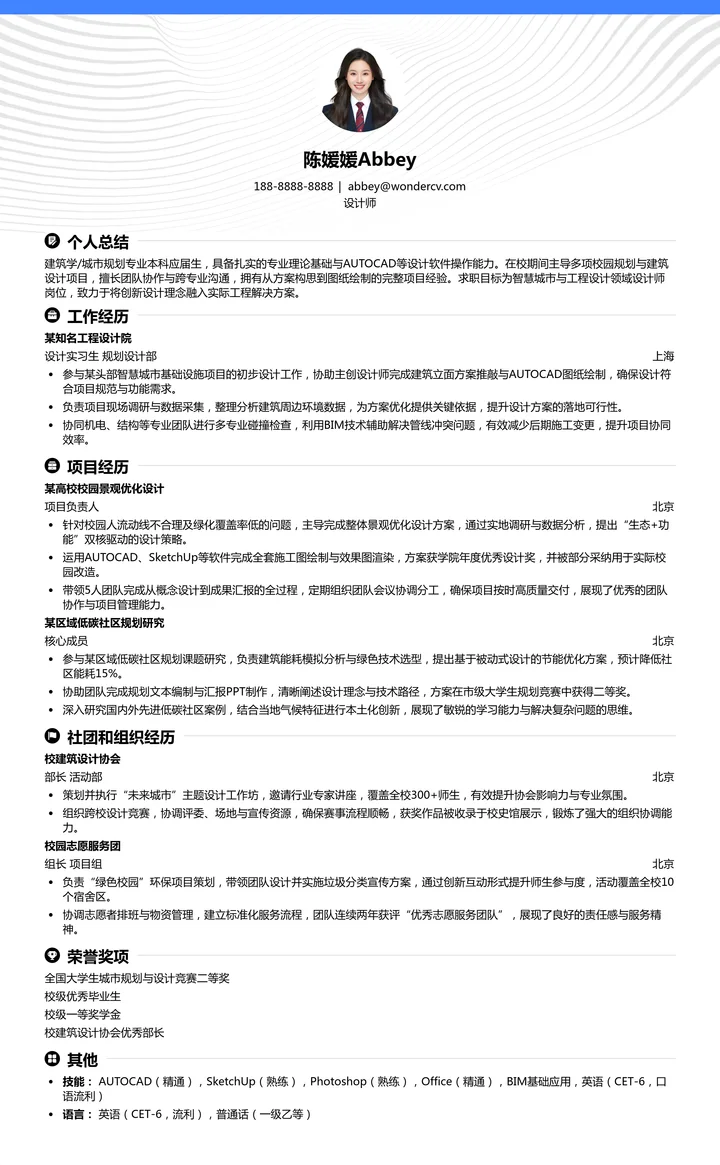 陈媛媛Abbey
188-8888-8888 | abbey@wondercv.com
设计师
个人总结
建筑学/城市规划专业本科应届生，具备扎实的专业理论基础与AUTOCAD等设计软件操作能力。在校期间主导多项校园规划与建筑
设计项目，擅长团队协作与跨专业沟通，拥有从方案构思到图纸绘制的完整项目经验。求职目标为智慧城市与工程设计领域设计师
岗位，致力于将创新设计理念融入实际工程解决方案。
工作经历
某知名工程设计院
设计实习生 规划设计部 上海
• 参与某头部智慧城市基础设施项目的初步设计工作，协助主创设计师完成建筑立面方案推敲与AUTOCAD图纸绘制，确保设计符
合项目规范与功能需求。
• 负责项目现场调研与数据采集，整理分析建筑周边环境数据，为方案优化提供关键依据，提升设计方案的落地可行性。
• 协同机电、结构等专业团队进行多专业碰撞检查，利用BIM技术辅助解决管线冲突问题，有效减少后期施工变更，提升项目协同
效率。
项目经历
某高校校园景观优化设计
项目负责人 北京
• 针对校园人流动线不合理及绿化覆盖率低的问题，主导完成整体景观优化设计方案，通过实地调研与数据分析，提出“生态+功
能”双核驱动的设计策略。
• 运用AUTOCAD、SketchUp等软件完成全套施工图绘制与效果图渲染，方案获学院年度优秀设计奖，并被部分采纳用于实际校
园改造。
• 带领5人团队完成从概念设计到成果汇报的全过程，定期组织团队会议协调分工，确保项目按时高质量交付，展现了优秀的团队
协作与项目管理能力。
某区域低碳社区规划研究
核心成员 北京
• 参与某区域低碳社区规划课题研究，负责建筑能耗模拟分析与绿色技术选型，提出基于被动式设计的节能优化方案，预计降低社
区能耗15%。
• 协助团队完成规划文本编制与汇报PPT制作，清晰阐述设计理念与技术路径，方案在市级大学生规划竞赛中获得二等奖。
• 深入研究国内外先进低碳社区案例，结合当地气候特征进行本土化创新，展现了敏锐的学习能力与解决复杂问题的思维。
社团和组织经历
校建筑设计协会
部长 活动部 北京
• 策划并执行“未来城市”主题设计工作坊，邀请行业专家讲座，覆盖全校300+师生，有效提升协会影响力与专业氛围。
• 组织跨校设计竞赛，协调评委、场地与宣传资源，确保赛事流程顺畅，获奖作品被收录于校史馆展示，锻炼了强大的组织协调能
力。
校园志愿服务团
组长 项目组 北京
• 负责“绿色校园”环保项目策划，带领团队设计并实施垃圾分类宣传方案，通过创新互动形式提升师生参与度，活动覆盖全校10
个宿舍区。
• 协调志愿者排班与物资管理，建立标准化服务流程，团队连续两年获评“优秀志愿服务团队”，展现了良好的责任感与服务精
神。
荣誉奖项
全国大学生城市规划与设计竞赛二等奖
校级优秀毕业生
校级一等奖学金
校建筑设计协会优秀部长
其他
• 技能： AUTOCAD（精通），SketchUp（熟练），Photoshop（熟练），Office（精通），BIM基础应用，英语（CET-6，口
语流利）
• 语言： 英语（CET-6，流利），普通话（一级乙等）